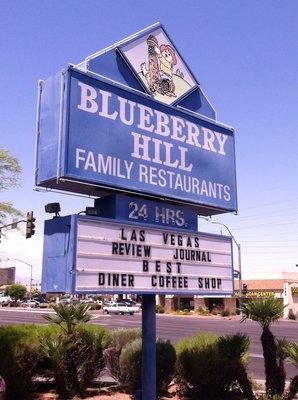 BLUEBERRY
HILL
FAMILY RESTAURANTS
24 HRS.
LAS VEGAS
REVIEW JOURNAL
BEST
DINER COFFEE SHOP